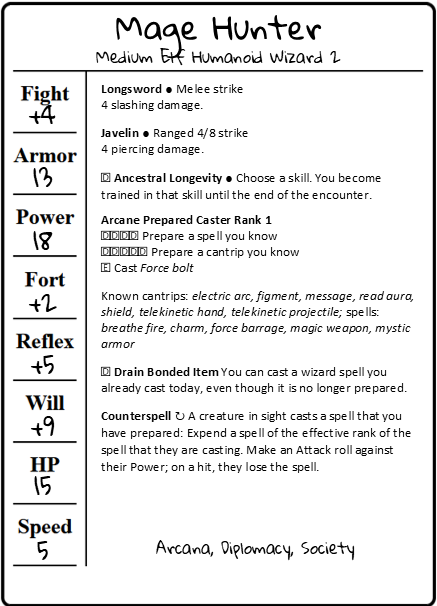 Mage Hunter
Medium Elf Humanoid Wizard 2
Fight
+4
Armor
13
Power
18
Fort
+2
Reflex
+5
Will
+9
HP
15
Speed
5
Longsword ● Melee strike
4 slashing damage.
Javelin ● Ranged 4/8 strike
4 piercing damage.
🄳 Ancestral Longevity ● Choose a skill. You become
trained in that skill until the end of the encounter.
Arcane Prepared Caster Rank 1
🄳🄳🄳🄳 Prepare a spell you know
🄳🄳🄳🄳🄳 Prepare a cantrip you know
🄴 Cast Force bolt
Known cantrips: electric arc, figment, message, read aura,
shield, telekinetic hand, telekinetic projectile; spells:
breathe fire, charm, force barrage, magic weapon, mystic
armor
🄳 Drain Bonded Item You can cast a wizard spell you
already cast today, even though it is no longer prepared.
Counterspell ↻ A creature in sight casts a spell that you
have prepared: Expend a spell of the effective rank of the
spell that they are casting. Make an Attack roll against
their Power; on a hit, they lose the spell.
Arcana, Diplomacy, Society